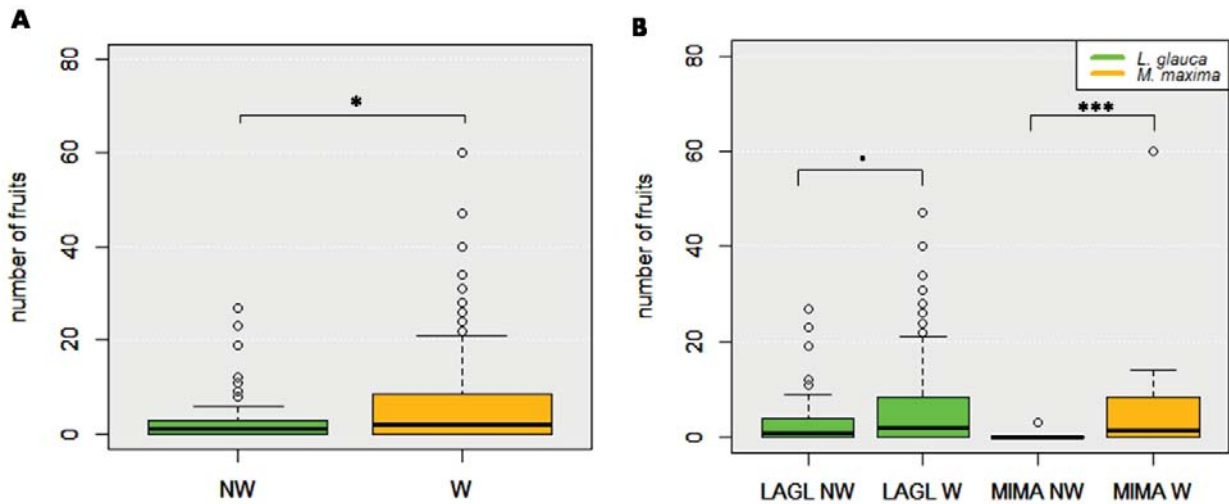 A
number of fruits
80
60
40
20
0
*
NW W
B
number of fruits
80
60
40
20
0
L. glauca
M. maxima
.
***
LAGL NW LAGL W MIMA NW MIMA W